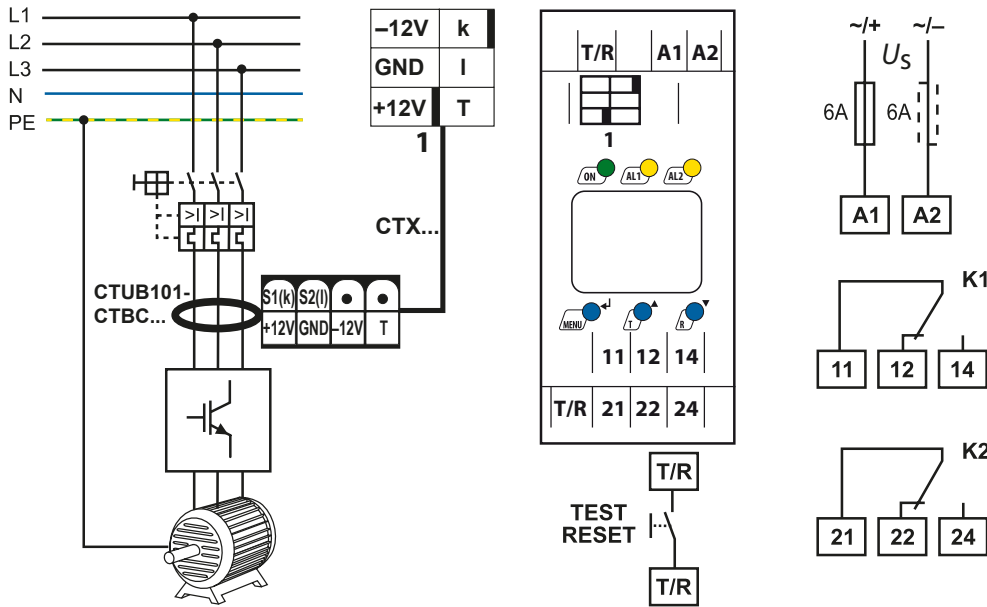 L1
L2
L3
N
PE
–12V k
GND l
+12V T
1
CTX...
CTUB101-
CTBC...
>I >I >I
S1(k) S2(l)
+12V GND –12V T
T/R A1 A2
1
ON AL1 AL2
MENU T R
11 12 14
T/R 21 22 24
T/R
TEST
RESET
T/R
~/+ ~/–
US
6A 6A
A1 A2
K1
11 12 14
K2
21 22 24